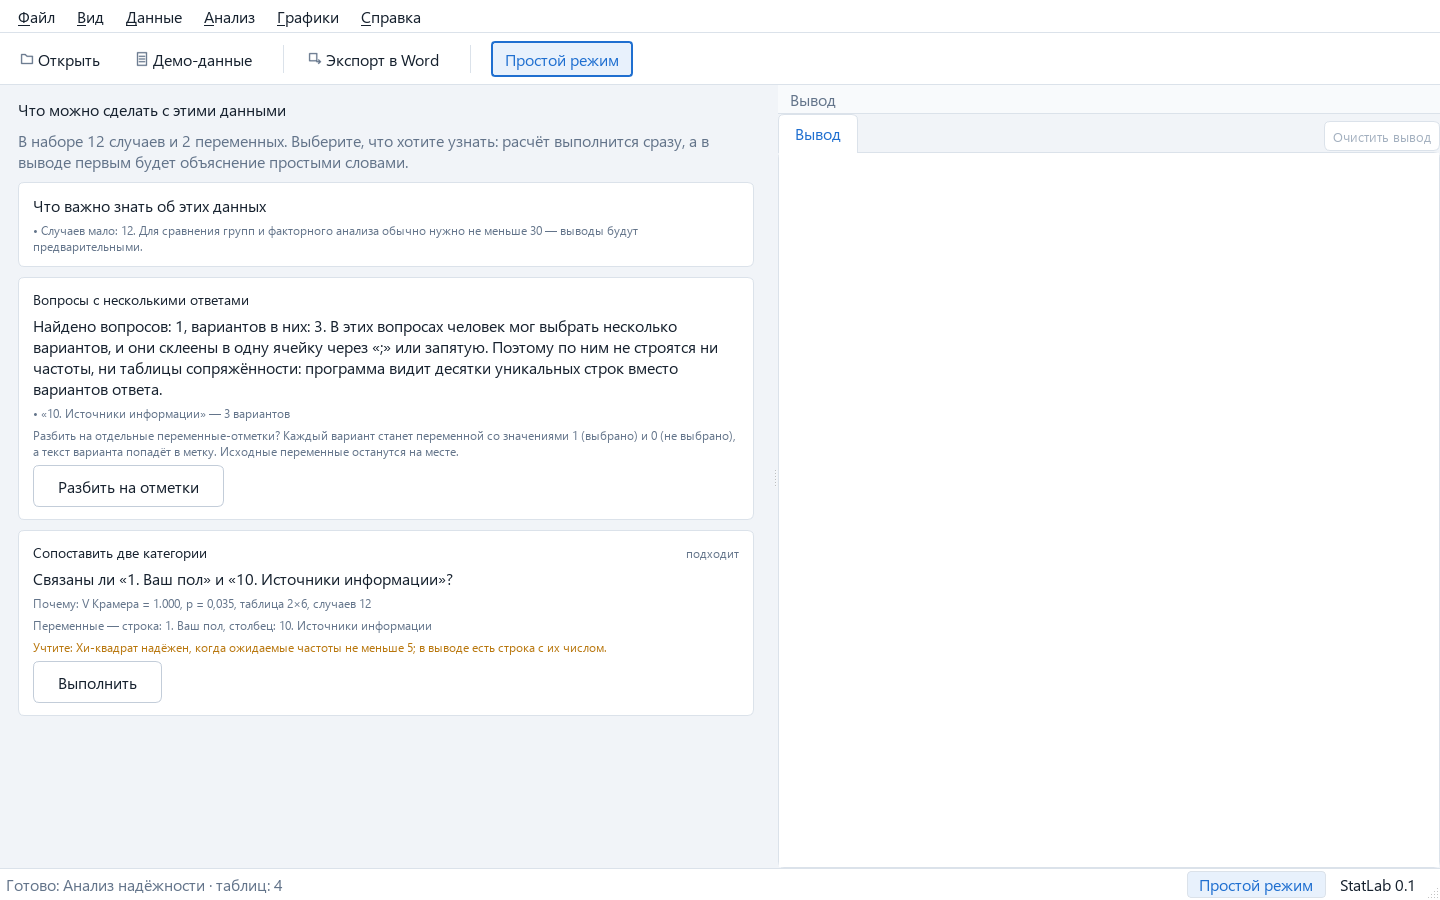 Файл Вид Данные Анализ Графики Справка
Открыть Демо-данные Экспорт в Word Простой режим
Что можно сделать с этими данными
В наборе 12 случаев и 2 переменных. Выберите, что хотите узнать: расчёт выполнится сразу, а в
выводе первым будет объяснение простыми словами.
Что важно знать об этих данных
• Случаев мало: 12. Для сравнения групп и факторного анализа обычно нужно не меньше 30 — выводы будут
предварительными.
Вопросы с несколькими ответами
Найдено вопросов: 1, вариантов в них: 3. В этих вопросах человек мог выбрать несколько
вариантов, и они склеены в одну ячейку через «;» или запятую. Поэтому по ним не строятся ни
частоты, ни таблицы сопряжённости: программа видит десятки уникальных строк вместо
вариантов ответа.
• «10. Источники информации» — 3 вариантов
Разбить на отдельные переменные-отметки? Каждый вариант станет переменной со значениями 1 (выбрано) и 0 (не выбрано),
а текст варианта попадёт в метку. Исходные переменные останутся на месте.
Разбить на отметки
Сопоставить две категории подходит
Связаны ли «1. Ваш пол» и «10. Источники информации»?
Почему: V Крамера = 1.000, p = 0,035, таблица 2×6, случаев 12
Переменные — строка: 1. Ваш пол, столбец: 10. Источники информации
Учтите: Хи-квадрат надёжен, когда ожидаемые частоты не меньше 5; в выводе есть строка с их числом.
Выполнить
Вывод
Вывод Очистить вывод
Готово: Анализ надёжности · таблиц: 4 Простой режим StatLab 0.1